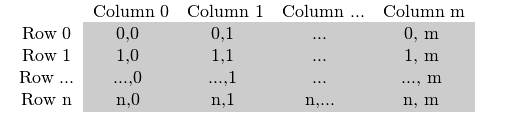 Column 0 Column 1 Column ... Column m
Row 0 0,0 0,1 ... 0, m
Row 1 1,0 1,1 ... 1, m
Row ... ...,0 ...,1 ... ..., m
Row n n,0 n,1 n,... n, m